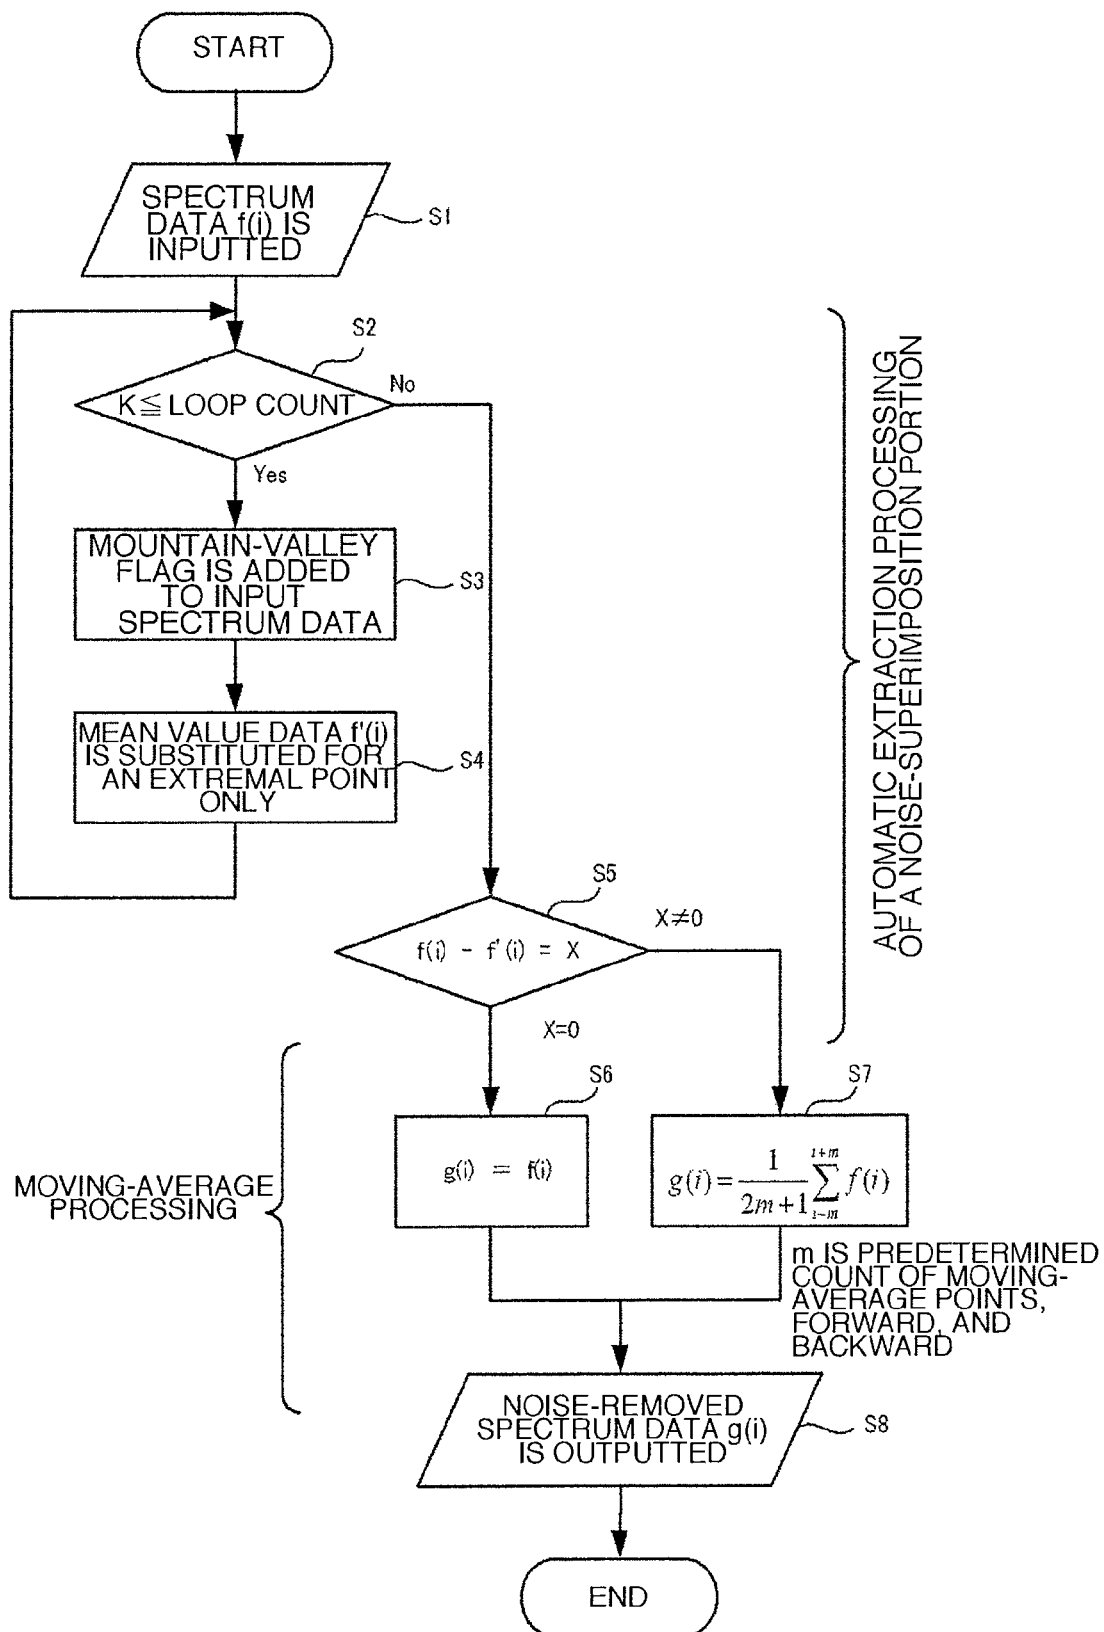 START
SPECTRUM
DATA f(i) IS
INPUTTED
S1
S2
K≦LOOP COUNT
No
Yes
MOUNTAIN-VALLEY
FLAG IS ADDED
TO INPUT
SPECTRUM DATA
S3
MEAN VALUE DATA f'(i)
IS SUBSTITUTED FOR
AN EXTREMAL POINT
ONLY
S4
AUTOMATIC EXTRACTION PROCESSING
OF A NOISE-SUPERIMPOSITION PORTION
S5
f(i) - f'(i) = X
X≠0
X=0
S6
g(i) = f(i)
S7
g(i) = \frac{1}{2m+1} \sum_{i-m}^{i+m} f(i)
MOVING-AVERAGE
PROCESSING
m IS PREDETERMINED
COUNT OF MOVING-
AVERAGE POINTS,
FORWARD, AND
BACKWARD
NOISE-REMOVED
SPECTRUM DATA g(i)
IS OUTPUTTED
S8
END